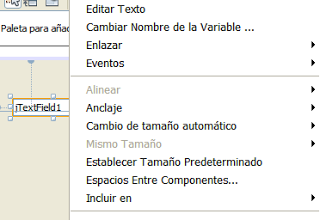 Editar Texto
Cambiar Nombre de la Variable ...
Paleta para añad
Enlazar
Eventos
Alinear
jTextField1
Anclaje
Cambio de tamaño automático
Mismo Tamaño
Establecer Tamaño Predeterminado
Espacios Entre Componentes...
Incluir en